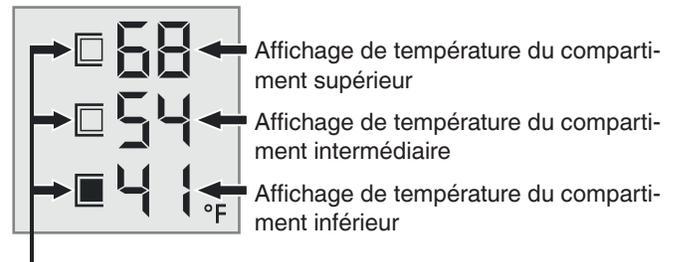 68
Affichage de température du comparti-
ment supérieur
54
Affichage de température du comparti-
ment intermédiaire
41 °F
Affichage de température du comparti-
ment inférieur